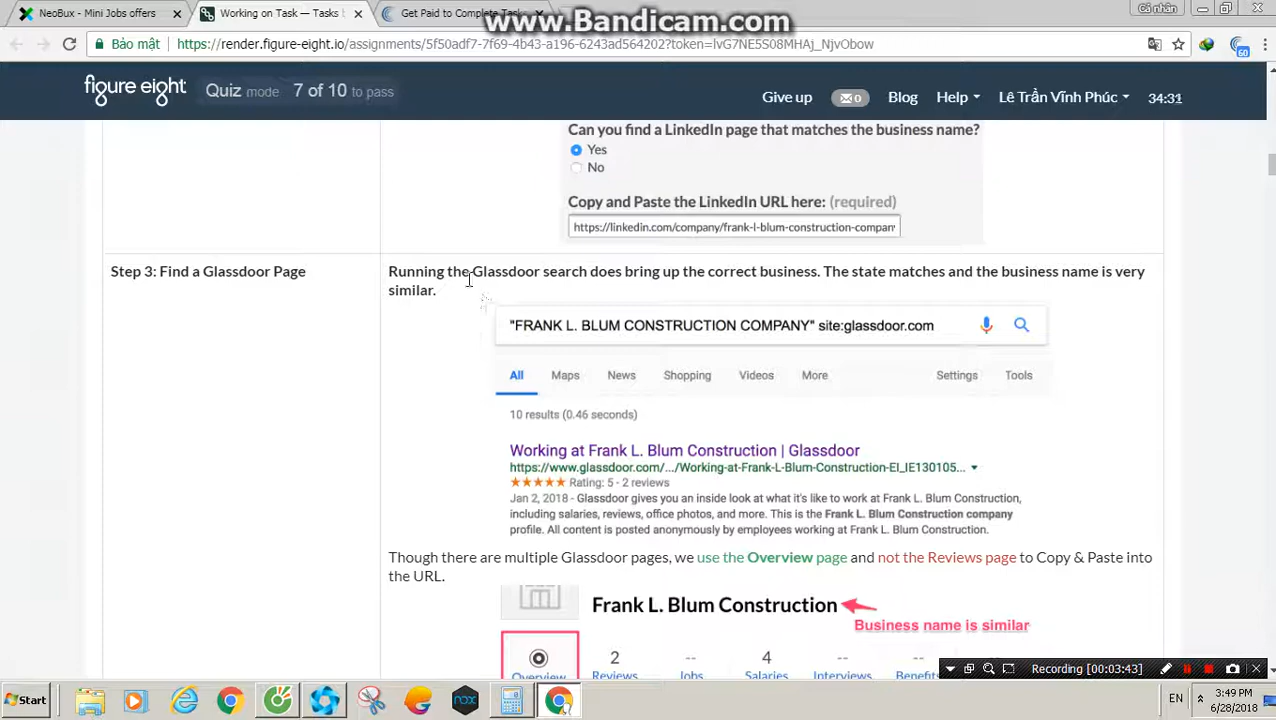 www.Bandicam.com
NeoBux - Mini Jobs offers
Working on Task — Tasks b
Get Paid to Complete Task
Cá nhân
Bảo mật
https://render.figure-eight.io/assignments/5f50adf7-7f69-4b43-a196-6243ad564202?token=lvG7NE5S08MHAj_NjvObow
60
figure eight
Quiz mode 7 of 10 to pass
Give up
0
Blog
Help
Lê Trần Vĩnh Phúc
34:31
Can you find a LinkedIn page that matches the business name?
Yes
No
Copy and Paste the LinkedIn URL here: (required)
https://linkedin.com/company/frank-l-blum-construction-company
Step 3: Find a Glassdoor Page
Running the Glassdoor search does bring up the correct business. The state matches and the business name is very
similar.
"FRANK L. BLUM CONSTRUCTION COMPANY" site:glassdoor.com
All Maps News Shopping Videos More Settings Tools
10 results (0.46 seconds)
Working at Frank L. Blum Construction | Glassdoor
https://www.glassdoor.com/.../Working-at-Frank-L-Blum-Construction-EI_IE130105...
Rating: 5 - 2 reviews
Jan 2, 2018 - Glassdoor gives you an inside look at what it's like to work at Frank L. Blum Construction,
including salaries, reviews, office photos, and more. This is the Frank L. Blum Construction company
profile. All content is posted anonymously by employees working at Frank L. Blum Construction.
Though there are multiple Glassdoor pages, we use the Overview page and not the Reviews page to Copy & Paste into
the URL.
Frank L. Blum Construction
Business name is similar
2 -- 4 -- --
Overview Reviews Jobs Salaries Interviews Benefits
Recording [00:03:43]
Start
nox
EN
3:49 PM
6/28/2018